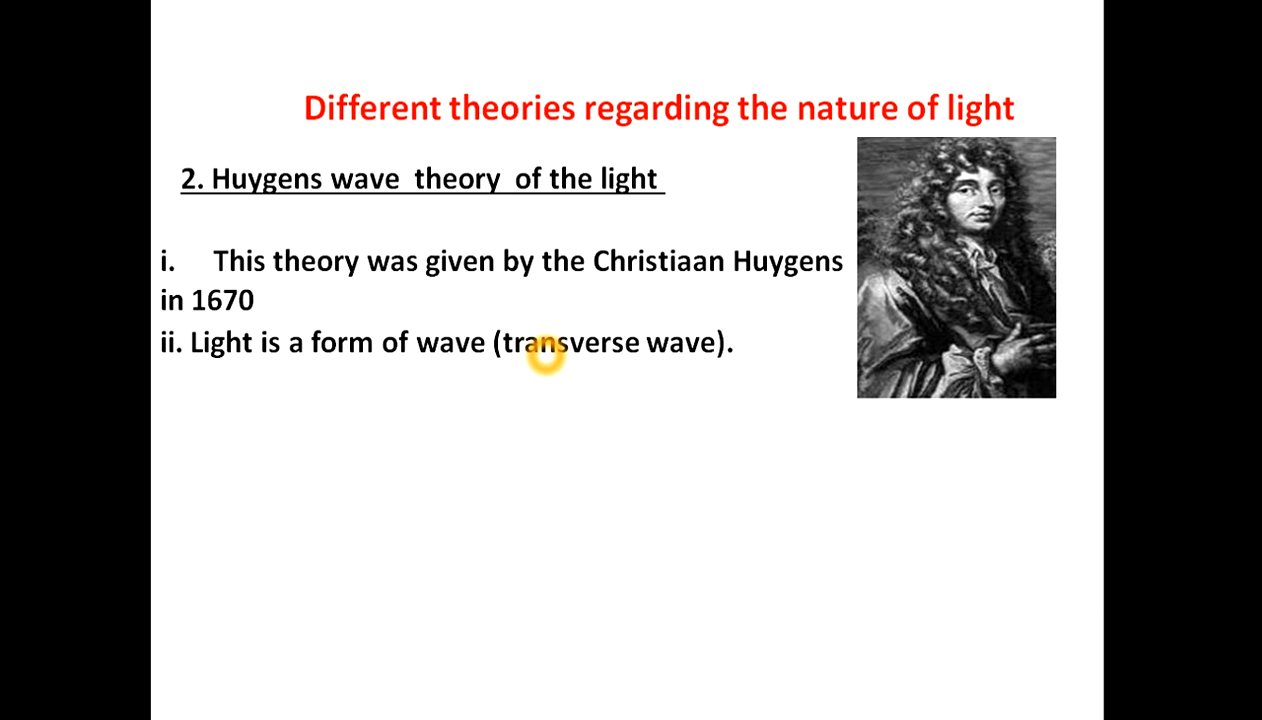 Different theories regarding the nature of light
2. Huygens wave theory of the light
i. This theory was given by the Christiaan Huygens
in 1670
ii. Light is a form of wave (transverse wave).